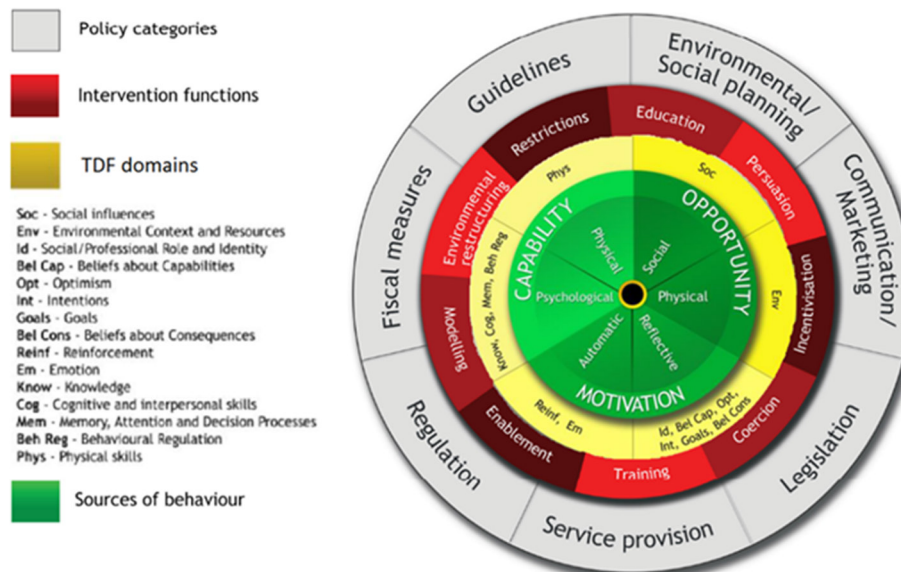 Policy categories
Intervention functions
TDF domains
Soc - Social influences
Env - Environmental Context and Resources
Id - Social/Professional Role and Identity
Bel Cap - Beliefs about Capabilities
Opt - Optimism
Int - Intentions
Goals - Goals
Bel Cons - Beliefs about Consequences
Reinf - Reinforcement
Em - Emotion
Know - Knowledge
Cog - Cognitive and interpersonal skills
Mem - Memory, Attention and Decision Processes
Beh Reg - Behavioural Regulation
Phys - Physical skills
Sources of behaviour
Guidelines
Environmental/
Social planning
Communication/
Marketing
Legislation
Service provision
Regulation
Fiscal measures
Restrictions
Education
Persuasion
Incentivisation
Coercion
Training
Enablement
Modelling
Environmental
restructuring
Phys
Soc
Env
Id, Bel Cap, Opt,
Int, Goals, Bel Cons
Reinf, Em
Know, Cog, Mem, Beh Reg
CAPABILITY
OPPORTUNITY
MOTIVATION
Physical
Social
Physical
Reflective
Automatic
Psychological